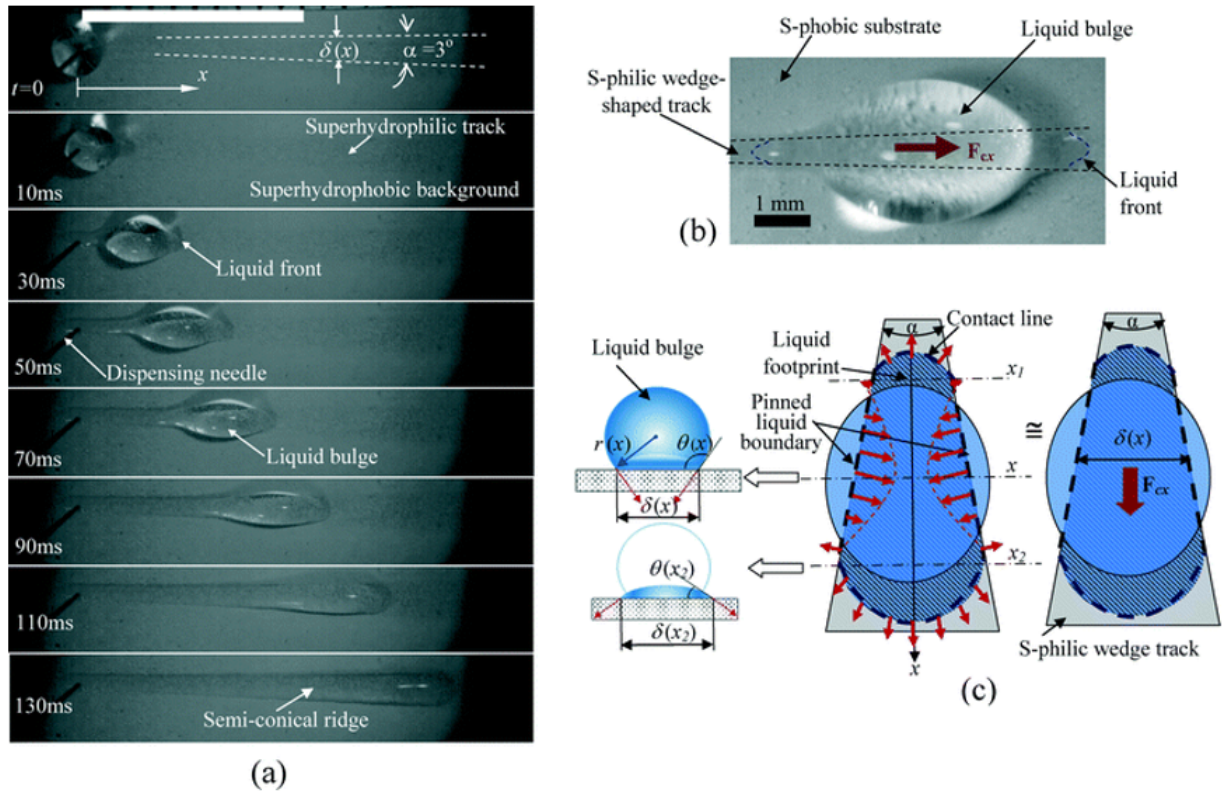 δ(x)
α =3°
t=0
x
Superhydrophilic track
10ms
Superhydrophobic background
30ms
Liquid front
50ms
Dispensing needle
70ms
Liquid bulge
90ms
110ms
130ms
Semi-conical ridge
(a)
S-phobic substrate
Liquid bulge
S-philic wedge-
shaped track
Fcx
1 mm
Liquid
front
(b)
Liquid bulge
r(x)
θ(x)
δ(x)
θ(x2)
δ(x2)
α
Contact line
Liquid
footprint
x1
Pinned
liquid
boundary
x
x2
x
≅
α
δ(x)
Fcx
S-philic wedge track
(c)